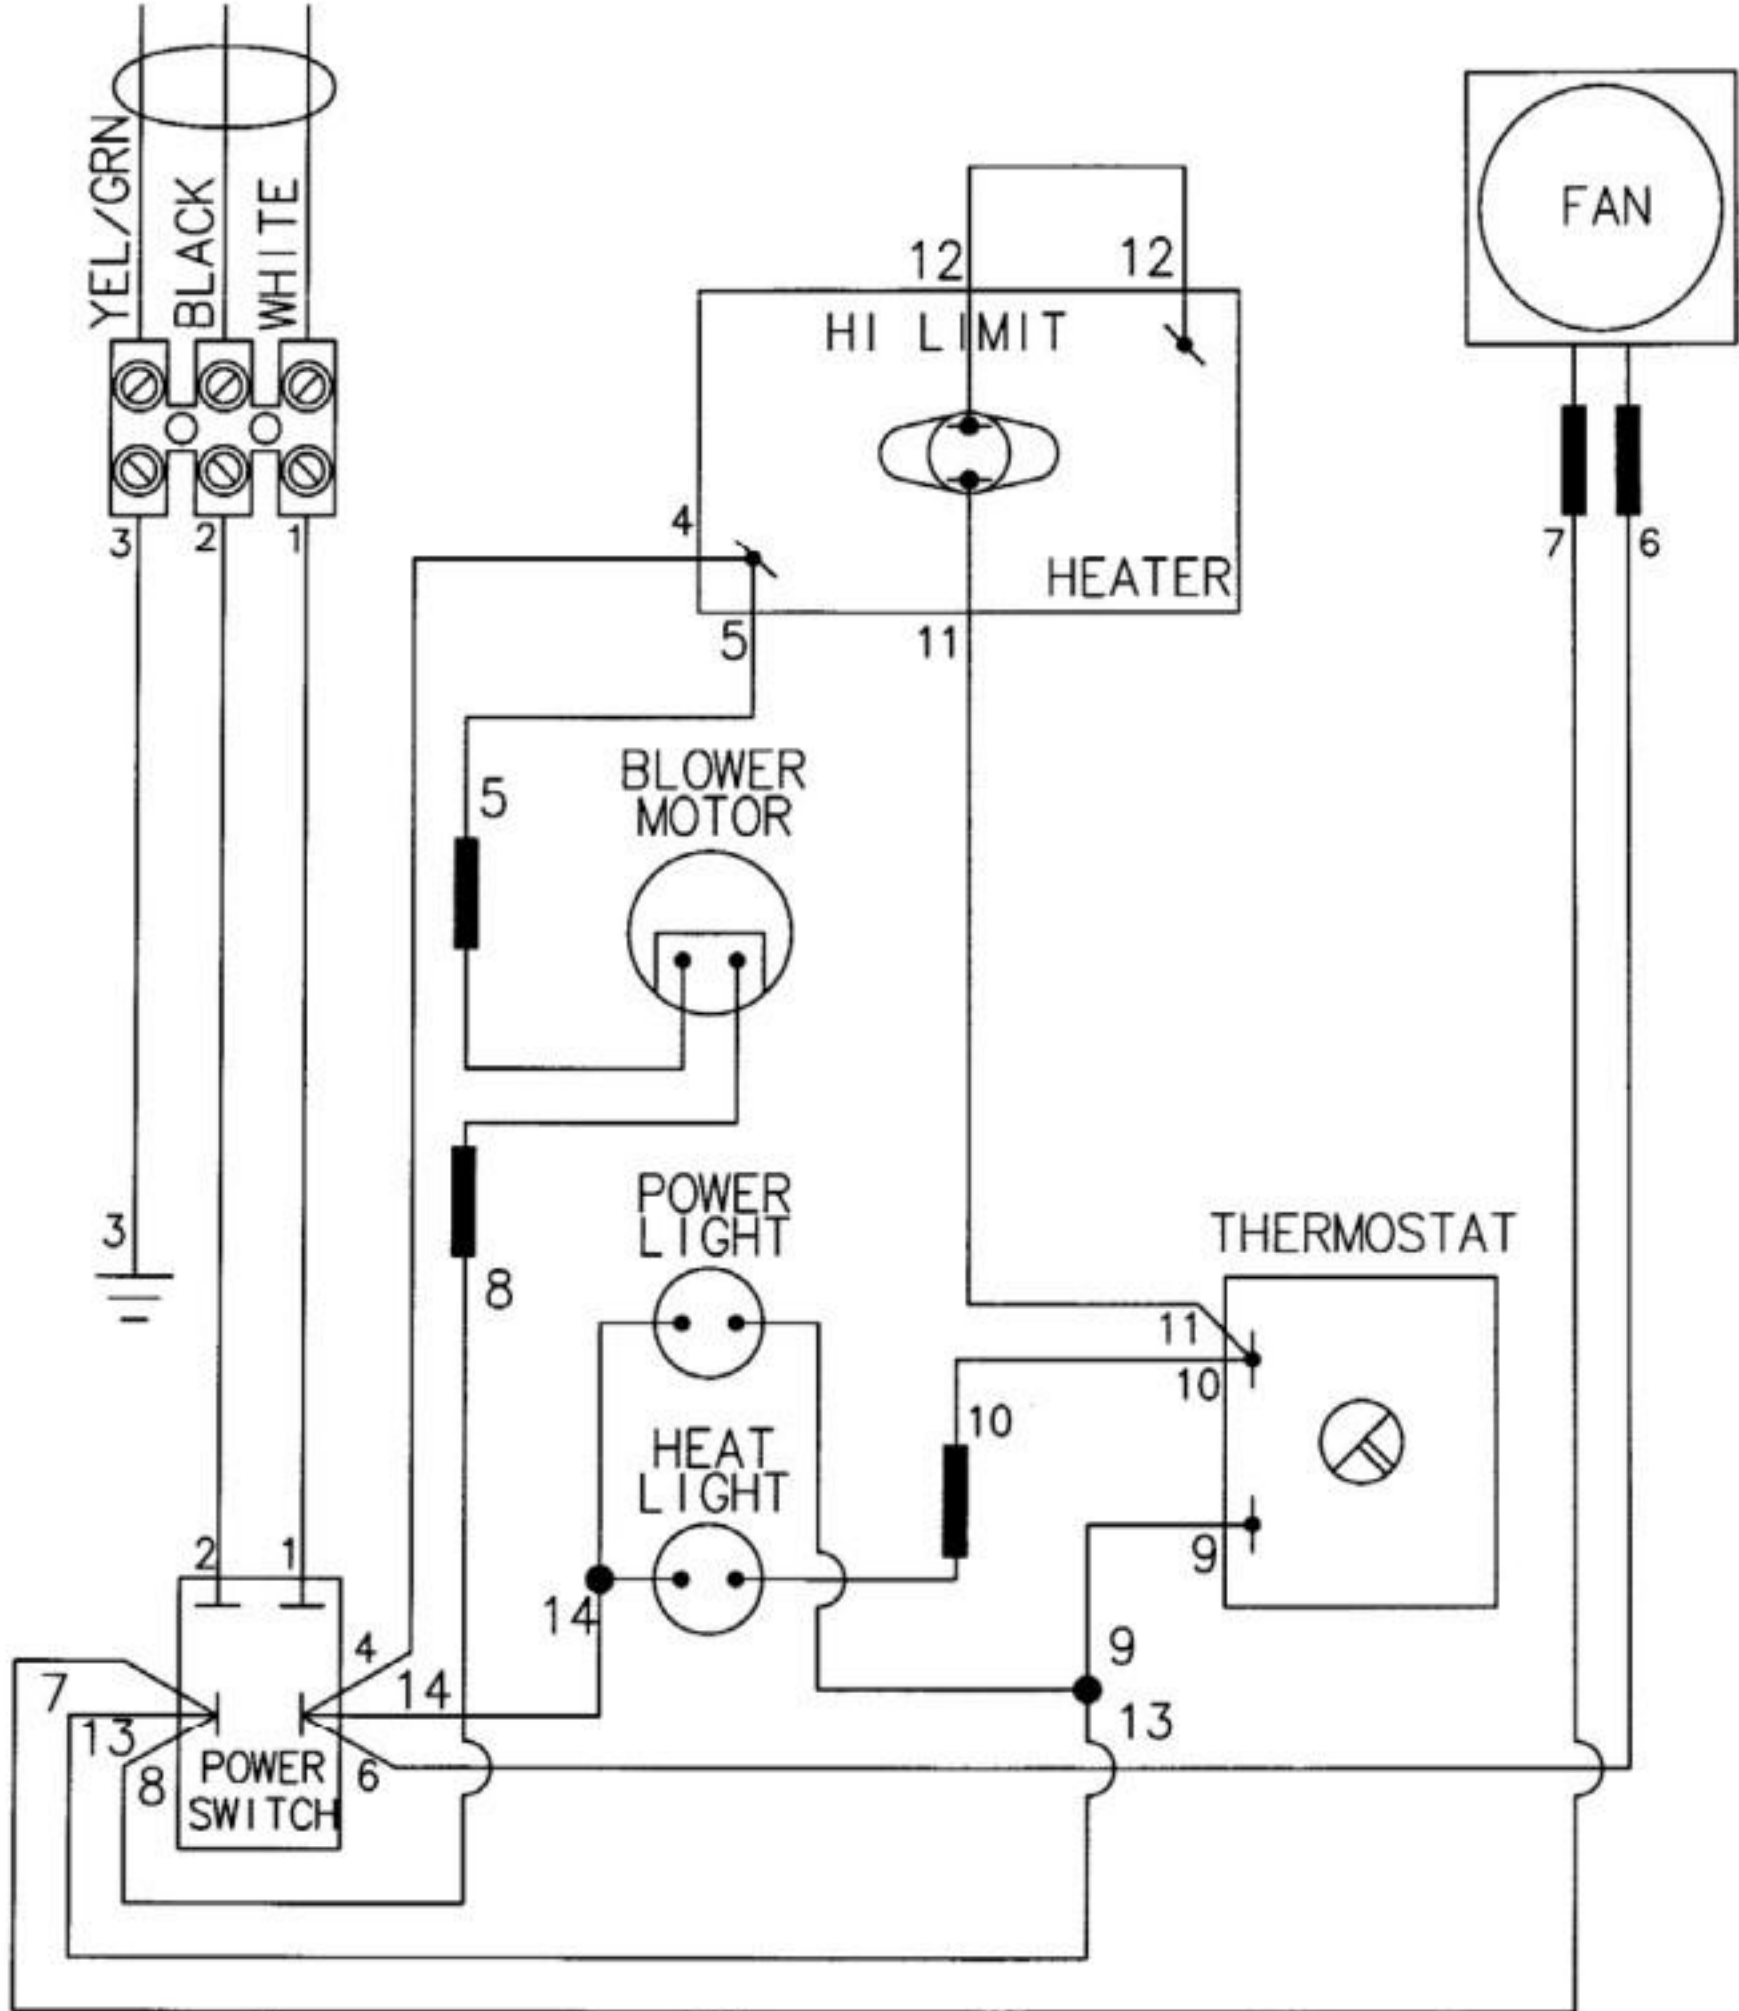 YEL/GRN
BLACK
WHITE
FAN
12
12
HI LIMIT
4
3
2
1
7
6
HEATER
5
11
BLOWER
MOTOR
5
POWER
LIGHT
3
THERMOSTAT
8
11
10
HEAT
LIGHT
10
2
1
9
14
4
9
7
14
13
13
8
POWER
SWITCH
6